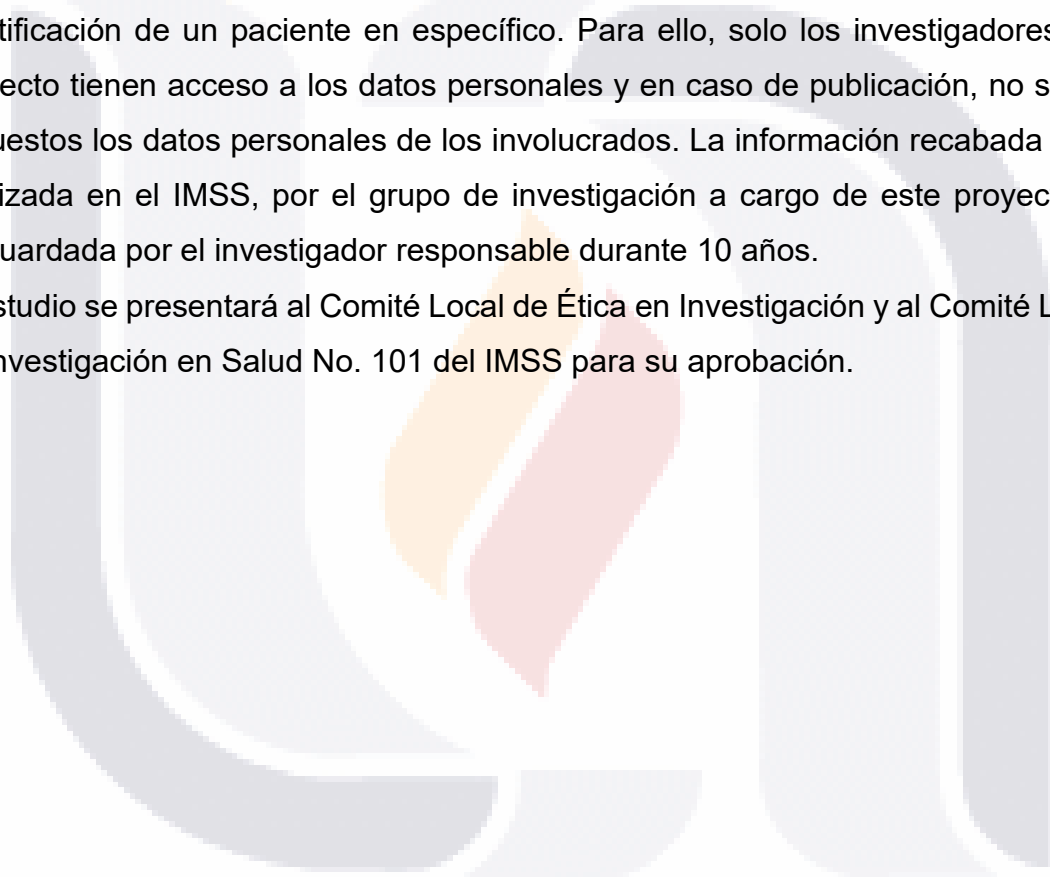 tificación de un paciente en específico. Para ello, solo los investigadores
ecto tienen acceso a los datos personales y en caso de publicación, no s
uestos los datos personales de los involucrados. La información recabada
izada en el IMSS, por el grupo de investigación a cargo de este proyec
uardada por el investigador responsable durante 10 años.
studio se presentará al Comité Local de Ética en Investigación y al Comité L
nvestigación en Salud No. 101 del IMSS para su aprobación.